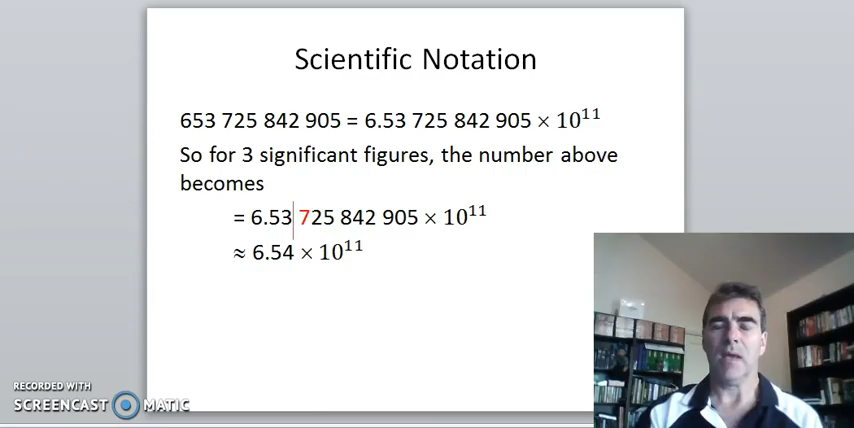 Scientific Notation
653 725 842 905 = 6.53 725 842 905 × 10¹¹
So for 3 significant figures, the number above
becomes
= 6.53 725 842 905 × 10¹¹
≈ 6.54 × 10¹¹
RECORDED WITH
SCREENCAST MATIC